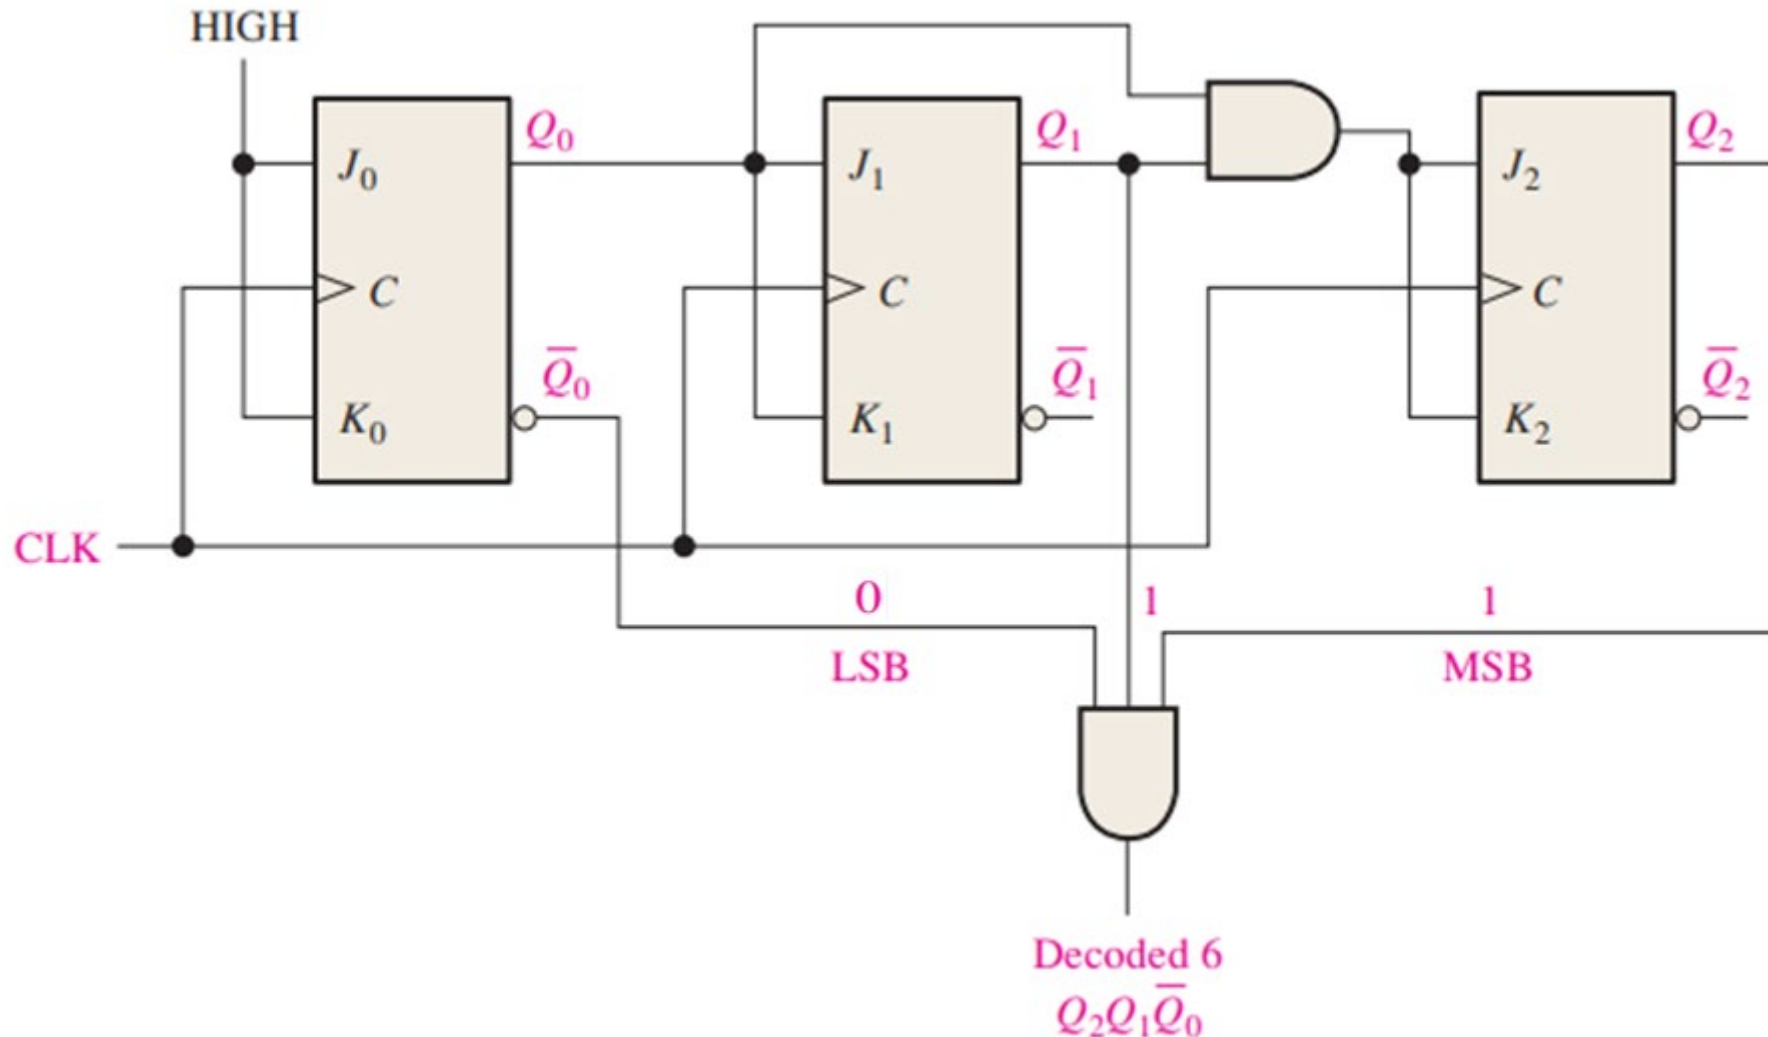 HIGH
Q₀
Q₁
Q₂
J₀
J₁
J₂
C
C
C
Q̅₀
Q̅₁
Q̅₂
K₀
K₁
K₂
CLK
0
1
1
LSB
MSB
Decoded 6
Q₂Q₁Q̅₀